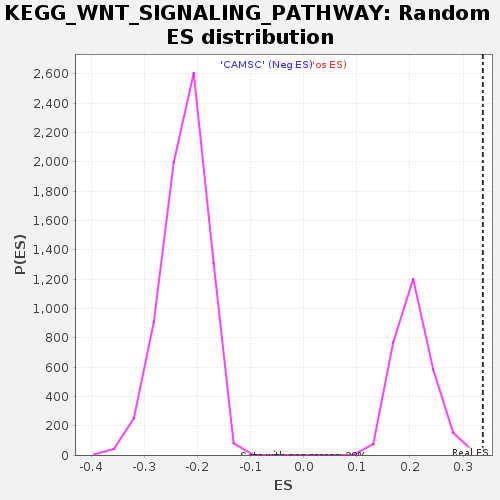 KEGG_WNT_SIGNALING_PATHWAY: Random
ES distribution
'CAMSC' (Neg ES) 'os ES)
2,600
2,400
2,200
2,000
1,800
1,600
1,400
1,200
1,000
800
600
400
200
0
P(ES)
Real ES
-0.4 -0.3 -0.2 -0.1 0.0 0.1 0.2 0.3
ES